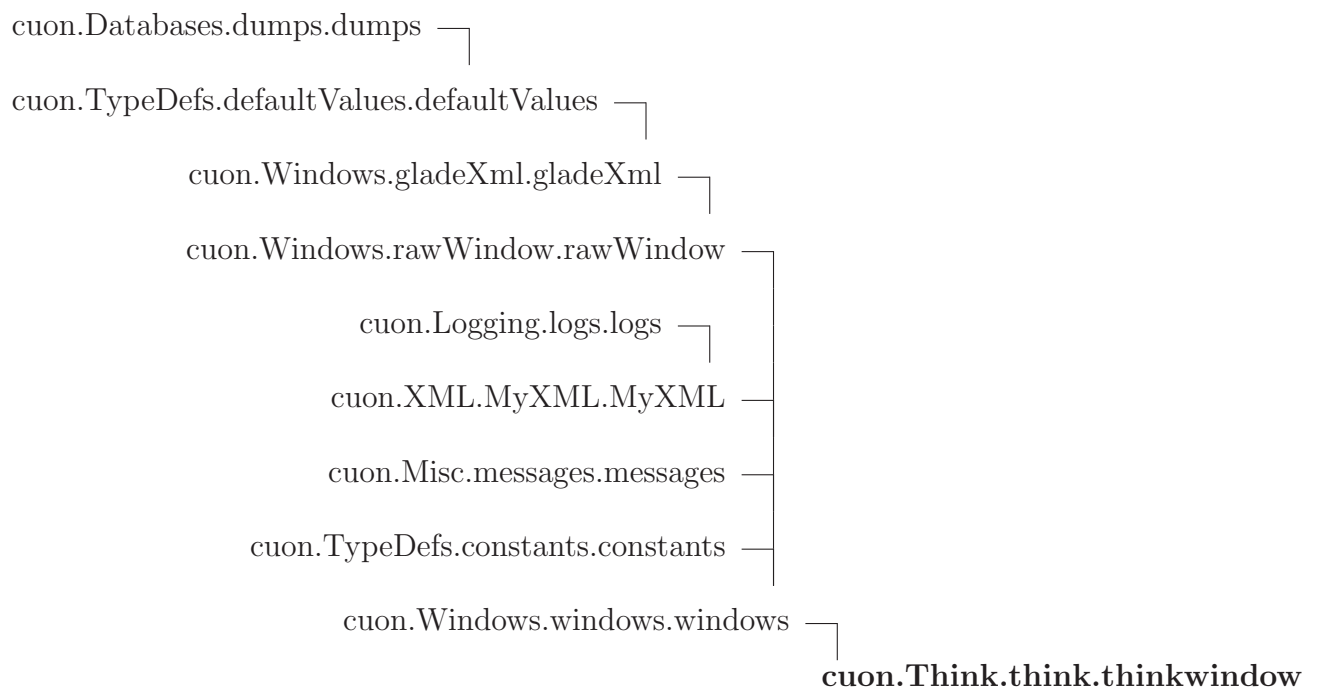 cuon.Databases.dumps.dumps
cuon.TypeDefs.defaultValues.defaultValues
cuon.Windows.gladeXml.gladeXml
cuon.Windows.rawWindow.rawWindow
cuon.Logging.logs.logs
cuon.XML.MyXML.MyXML
cuon.Misc.messages.messages
cuon.TypeDefs.constants.constants
cuon.Windows.windows.windows
cuon.Think.think.thinkwindow